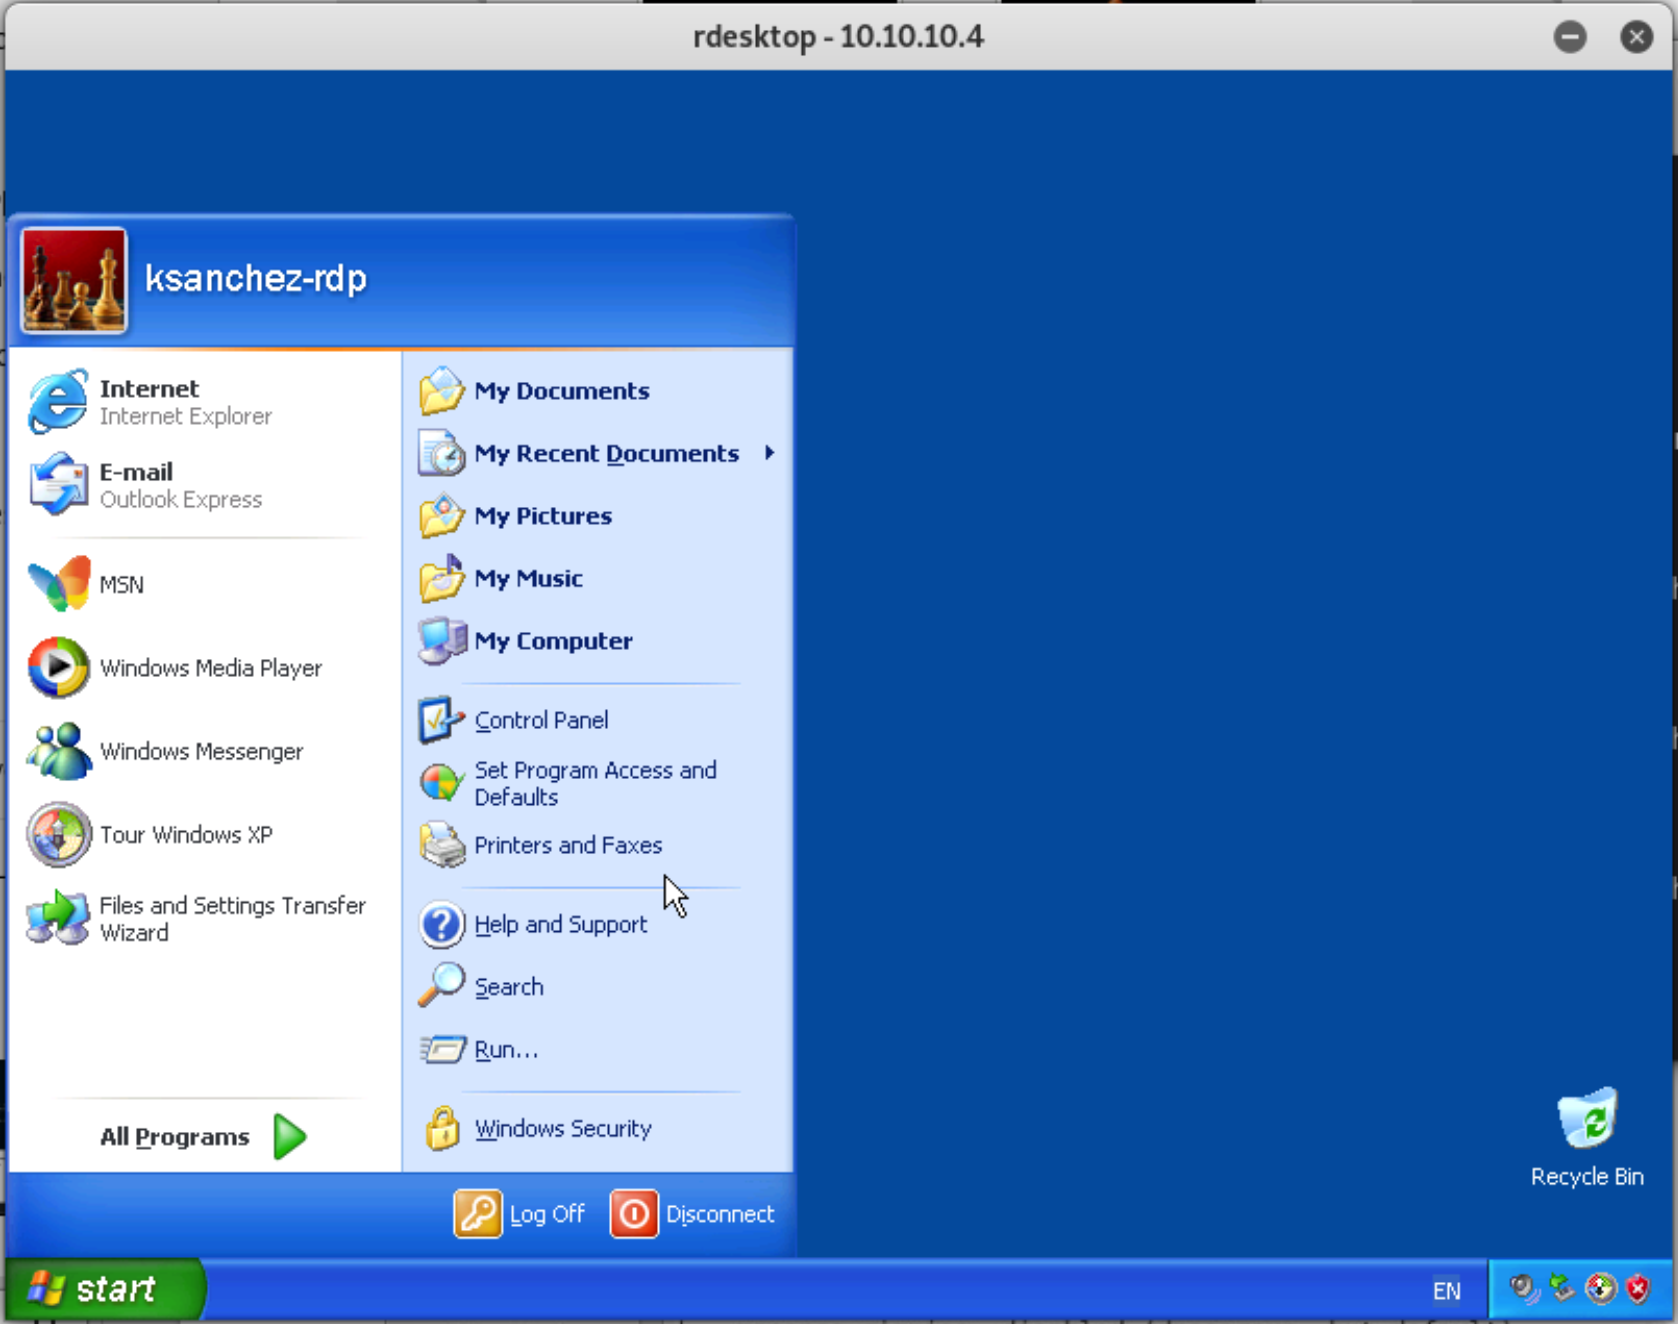 rdesktop - 10.10.10.4
ksanchez-rdp
Internet
Internet Explorer
E-mail
Outlook Express
MSN
Windows Media Player
Windows Messenger
Tour Windows XP
Files and Settings Transfer
Wizard
All Programs
My Documents
My Recent Documents
My Pictures
My Music
My Computer
Control Panel
Set Program Access and
Defaults
Printers and Faxes
Help and Support
Search
Run...
Windows Security
Log Off
Disconnect
Recycle Bin
start
EN